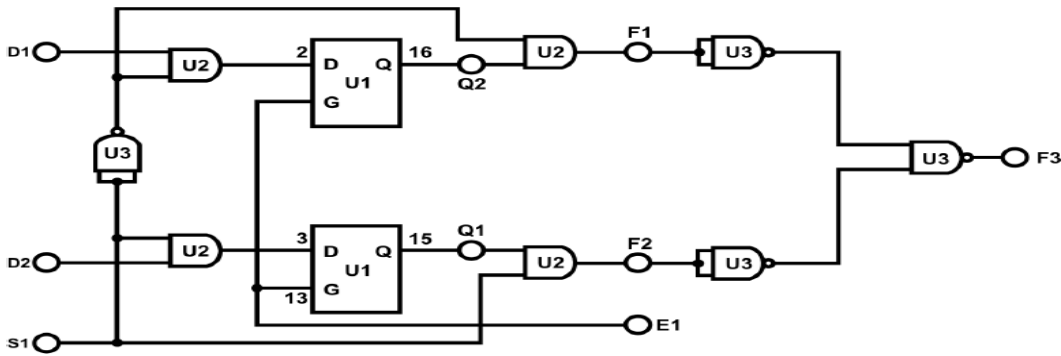 F1
D1 U2 2 D Q 16 U2 U3
U1
Q2
G
U3 U3 F3
Q1 F2
D2 U2 3 D Q 15 U2 U3
U1
13 G
E1
S1